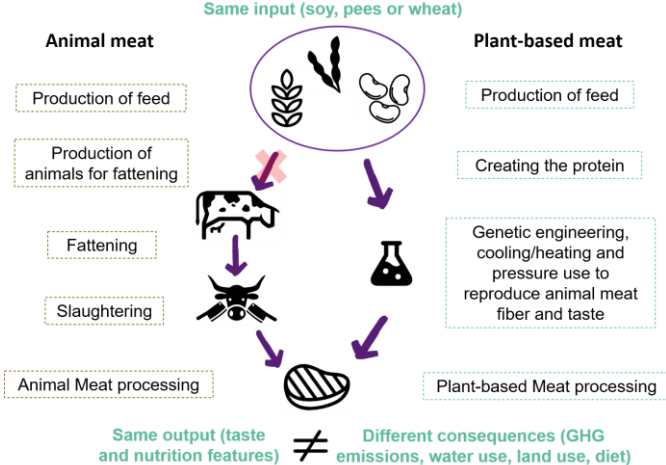 Same input (soy, pees or wheat)
Animal meat
Plant-based meat
Production of feed
Production of feed
Production of
animals for fattening
Creating the protein
Fattening
Genetic engineering,
cooling/heating and
pressure use to
reproduce animal meat
fiber and taste
Slaughtering
Animal Meat processing
Plant-based Meat processing
Same output (taste
and nutrition features)
≠
Different consequences (GHG
emissions, water use, land use, diet)